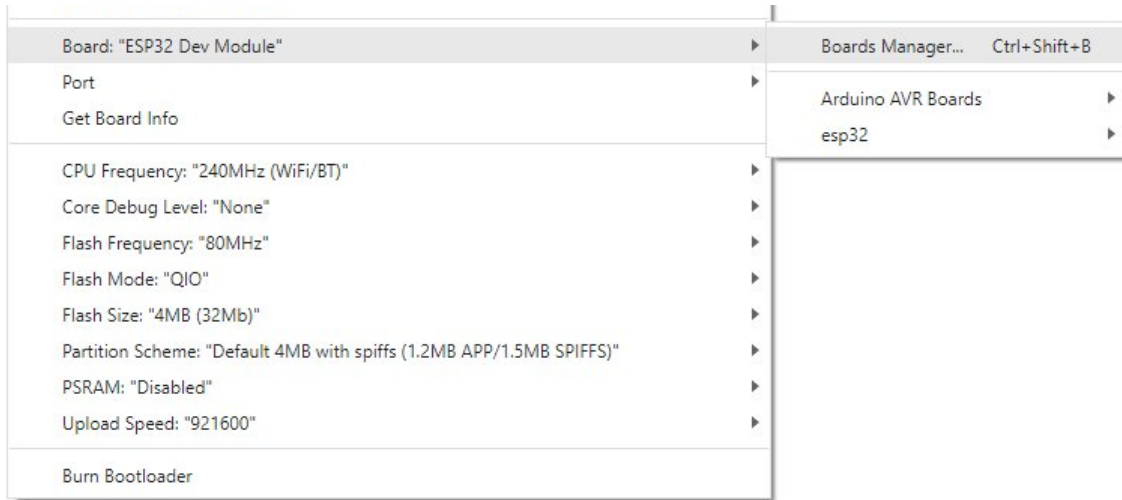 Board: "ESP32 Dev Module"
Port
Get Board Info
CPU Frequency: "240MHz (WiFi/BT)"
Core Debug Level: "None"
Flash Frequency: "80MHz"
Flash Mode: "QIO"
Flash Size: "4MB (32Mb)"
Partition Scheme: "Default 4MB with spiffs (1.2MB APP/1.5MB SPIFFS)"
PSRAM: "Disabled"
Upload Speed: "921600"
Burn Bootloader
Boards Manager... Ctrl+Shift+B
Arduino AVR Boards
esp32